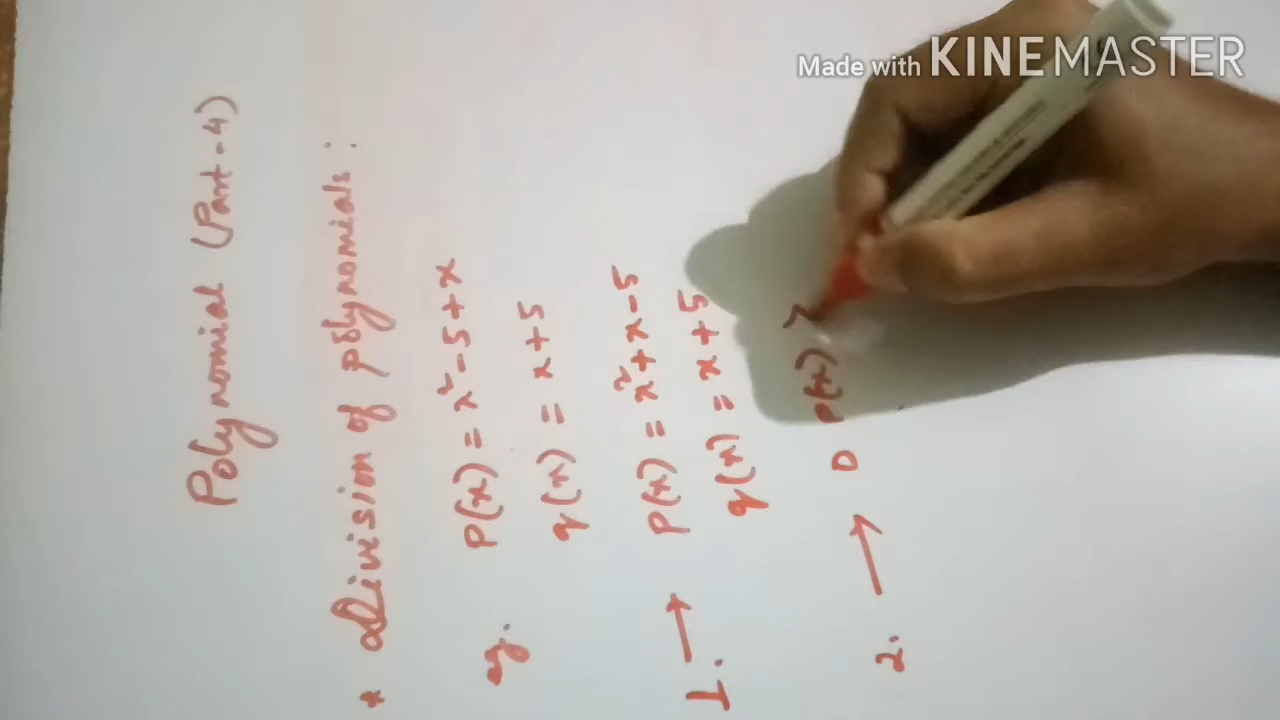 Made with KINEMASTER
Polynomial (Part-4)
* Division of polynomials:
eg. P(x) = x² - 5 + x
q(x) = x + 5
1. → P(x) = x² + x - 5
q(x) = x + 5
2. → D P(x) >